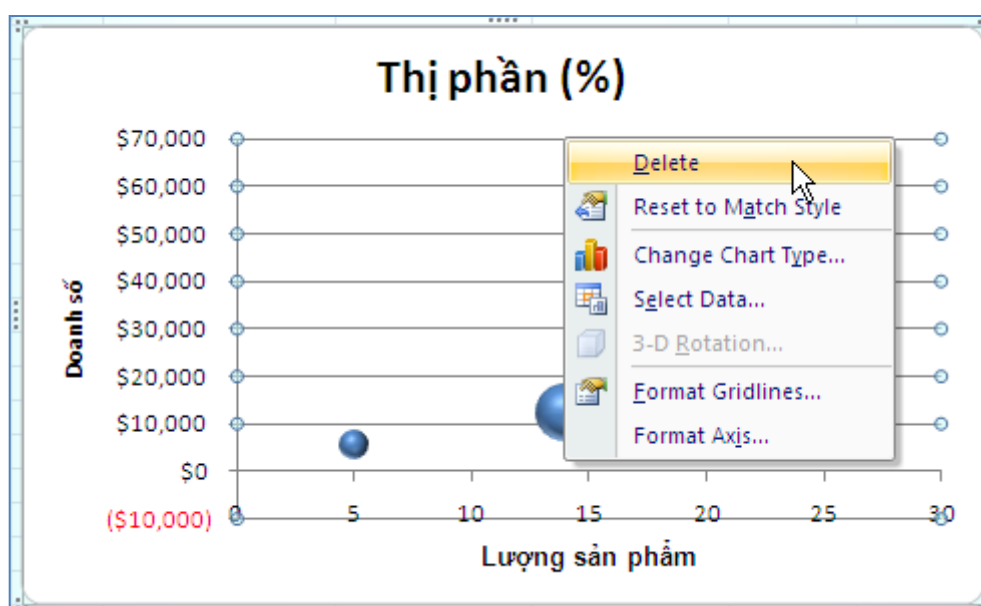 Thị phần (%)
$70,000
$60,000
$50,000
$40,000
$30,000
$20,000
$10,000
$0
($10,000)
Doanh số
0 5 10 15 20 25 30
Lượng sản phẩm
Delete
Reset to Match Style
Change Chart Type...
Select Data...
3-D Rotation...
Format Gridlines...
Format Axis...